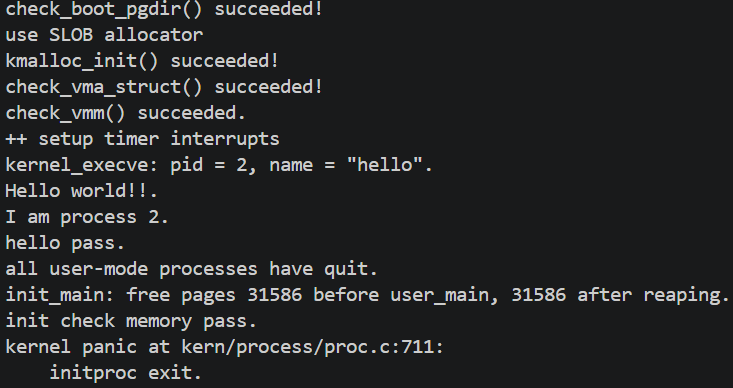 check_boot_pgdir() succeeded!
use SLOB allocator
kmalloc_init() succeeded!
check_vma_struct() succeeded!
check_vmm() succeeded.
++ setup timer interrupts
kernel_execve: pid = 2, name = "hello".
Hello world!!.
I am process 2.
hello pass.
all user-mode processes have quit.
init_main: free pages 31586 before user_main, 31586 after reaping.
init check memory pass.
kernel panic at kern/process/proc.c:711:
    initproc exit.